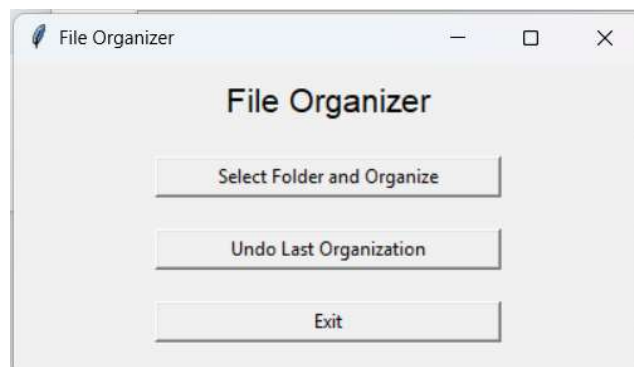 File Organizer
File Organizer
Select Folder and Organize
Undo Last Organization
Exit